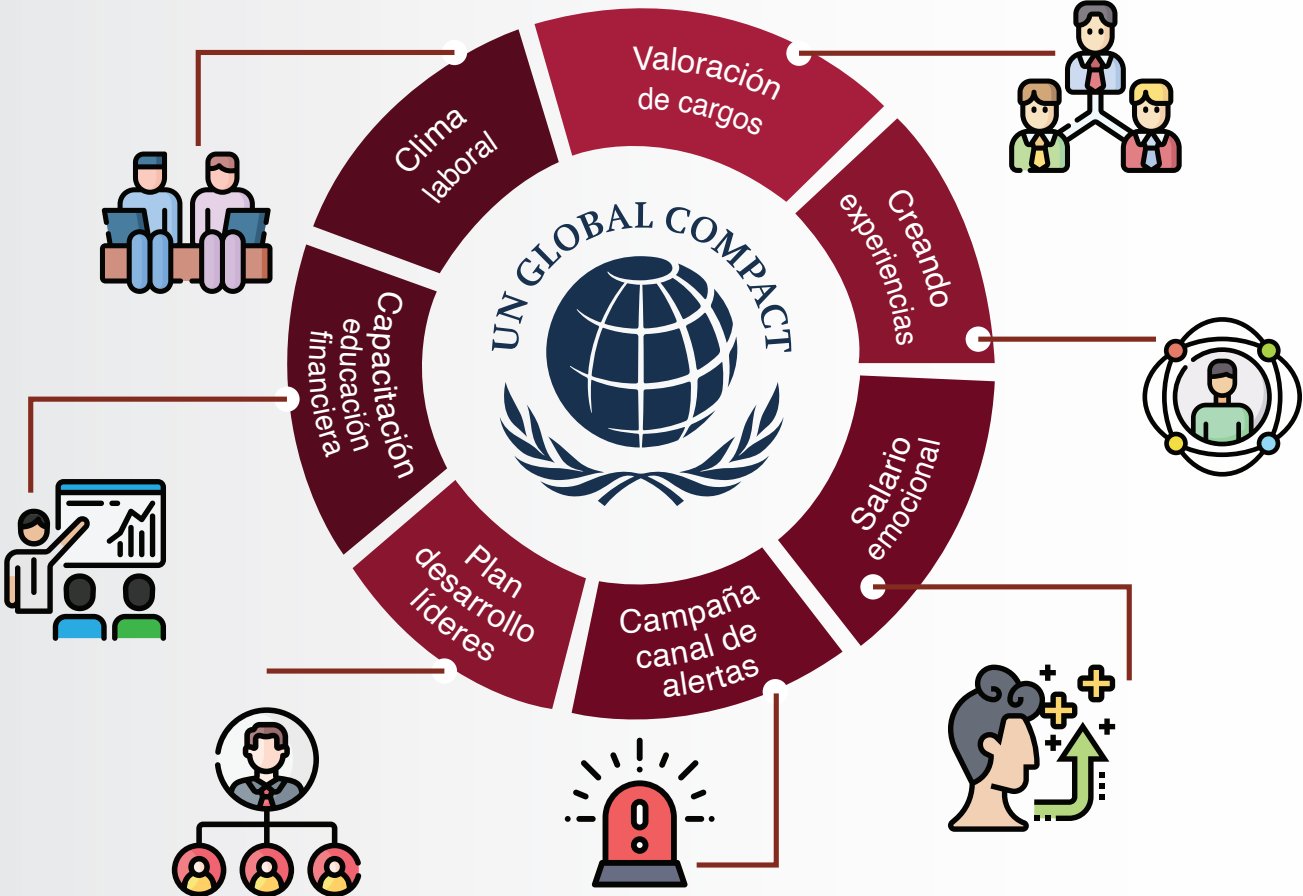 Valoración
de cargos
Creando
experiencias
Salario
emocional
Campaña
canal de
alertas
Plan
desarrollo
líderes
Capacitación
educación
financiera
Clima
laboral
UN GLOBAL COMPACT